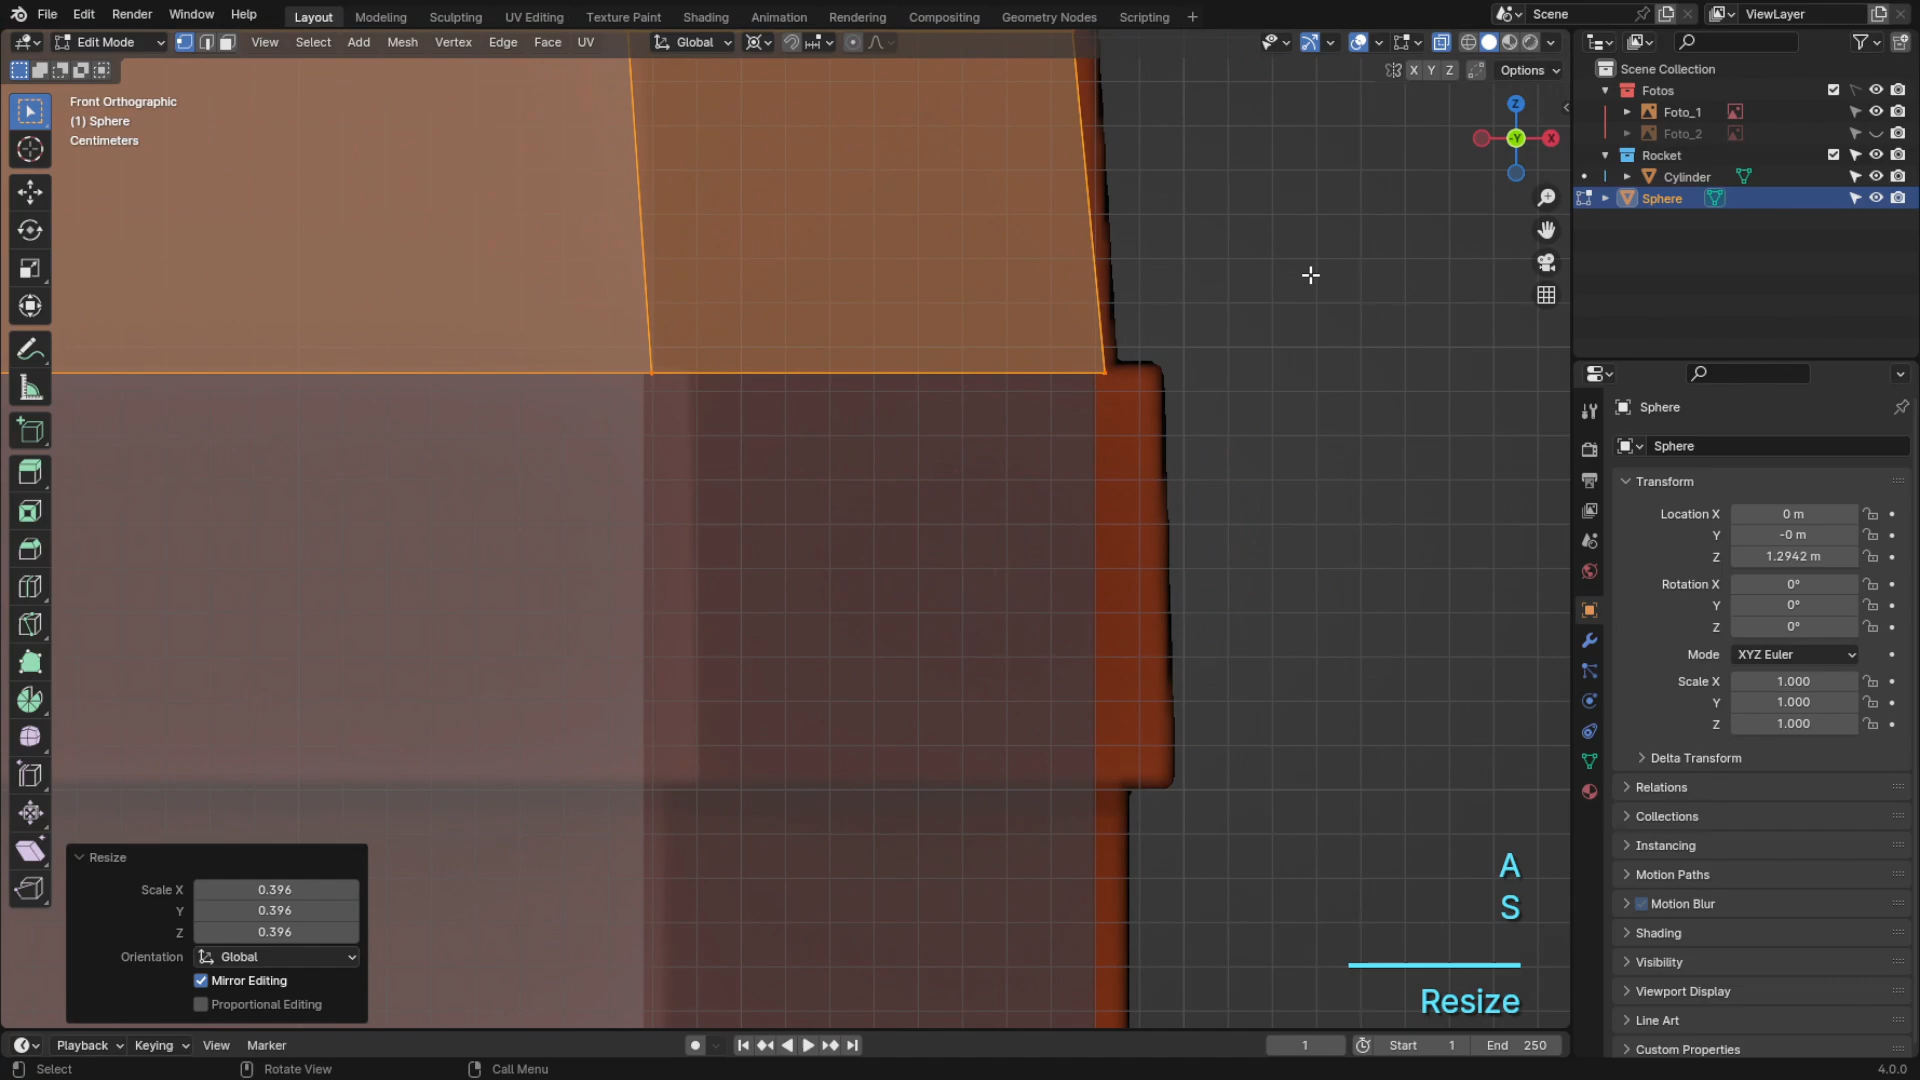 File Edit Render Window Help Layout Modeling Sculpting UV Editing Texture Paint Shading Animation Rendering Compositing Geometry Nodes Scripting + Scene ViewLayer
Edit Mode View Select Add Mesh Vertex Edge Face UV Global
X Y Z Options
Front Orthographic
(1) Sphere
Centimeters
Z
-Y X
Scene Collection
Fotos
Foto_1
Foto_2
Rocket
Cylinder
Sphere
Sphere
Sphere
Transform
Location X 0 m
Y -0 m
Z 1.2942 m
Rotation X 0°
Y 0°
Z 0°
Mode XYZ Euler
Scale X 1.000
Y 1.000
Z 1.000
Delta Transform
Relations
Collections
Instancing
Motion Paths
Motion Blur
Shading
Visibility
Viewport Display
Line Art
Custom Properties
Resize
Scale X 0.396
Y 0.396
Z 0.396
Orientation Global
Mirror Editing
Proportional Editing
A
S
Resize
Playback Keying View Marker 1 Start 1 End 250
Select Rotate View Call Menu 4.0.0